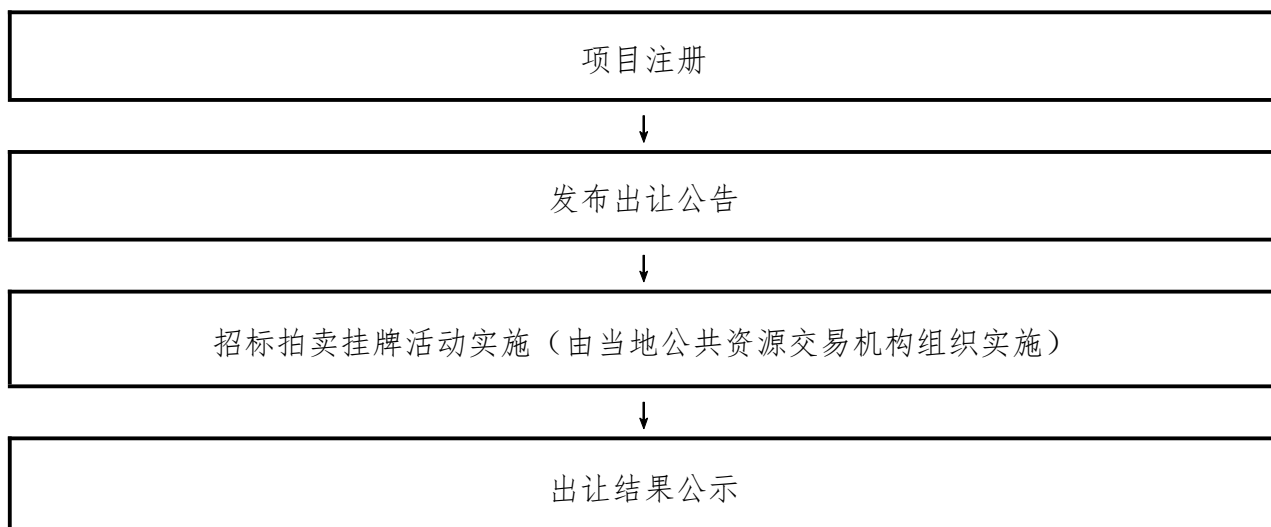 项目注册
发布出让公告
招标拍卖挂牌活动实施（由当地公共资源交易机构组织实施）
出让结果公示